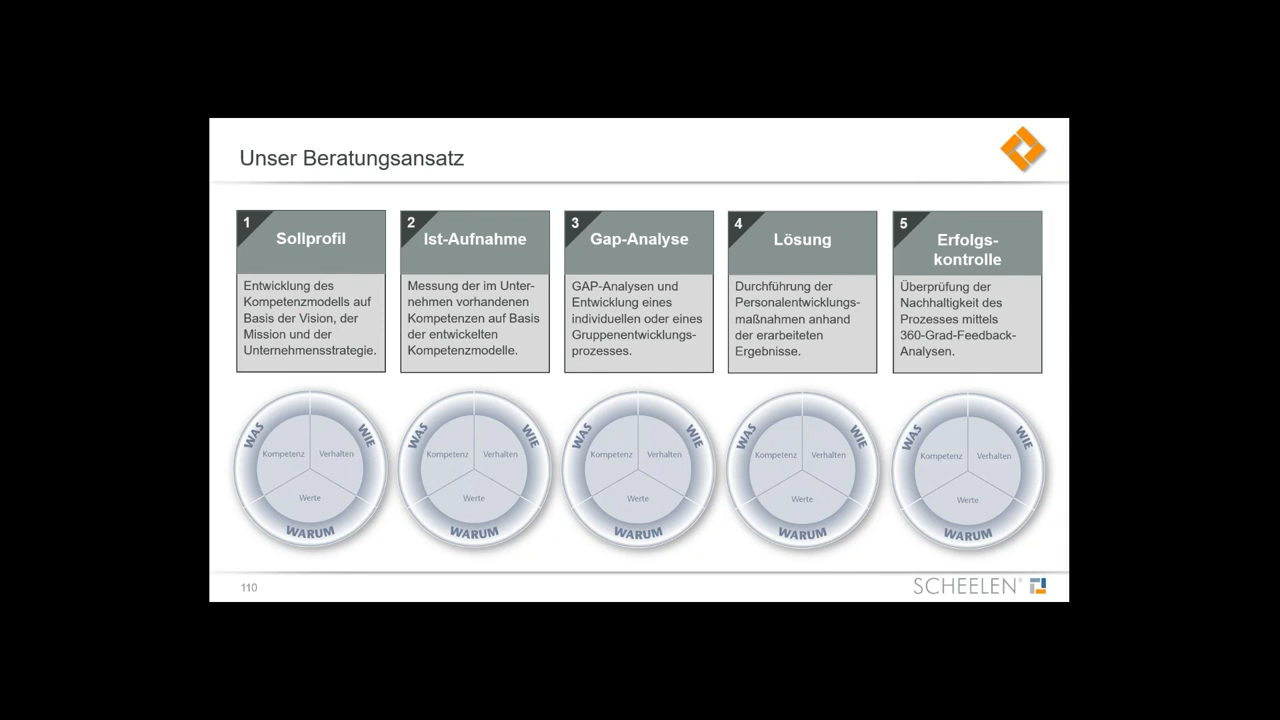 Unser Beratungsansatz
1
Sollprofil
Entwicklung des
Kompetenzmodells auf
Basis der Vision, der
Mission und der
Unternehmensstrategie.
2
Ist-Aufnahme
Messung der im Unter-
nehmen vorhandenen
Kompetenzen auf Basis
der entwickelten
Kompetenzmodelle.
3
Gap-Analyse
GAP-Analysen und
Entwicklung eines
individuellen oder eines
Gruppenentwicklungs-
prozesses.
4
Lösung
Durchführung der
Personalentwicklungs-
maßnahmen anhand
der erarbeiteten
Ergebnisse.
5
Erfolgs-
kontrolle
Überprüfung der
Nachhaltigkeit des
Prozesses mittels
360-Grad-Feedback-
Analysen.
WAS
WIE
Kompetenz
Verhalten
Werte
WARUM
WAS
WIE
Kompetenz
Verhalten
Werte
WARUM
WAS
WIE
Kompetenz
Verhalten
Werte
WARUM
WAS
WIE
Kompetenz
Verhalten
Werte
WARUM
WAS
WIE
Kompetenz
Verhalten
Werte
WARUM
110
SCHEELEN®